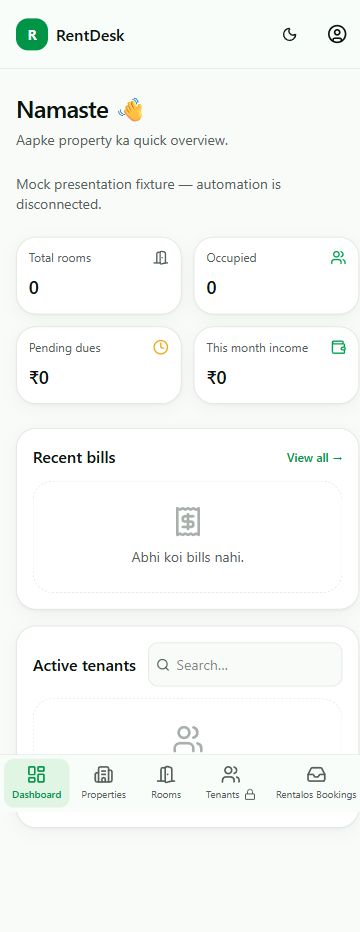 R RentDesk
Namaste 👋
Aapke property ka quick overview.
Mock presentation fixture — automation is
disconnected.
Total rooms
Occupied
0
0
Pending dues
This month income
₹0
₹0
Recent bills
View all →
Abhi koi bills nahi.
Active tenants
Search...
Dashboard
Properties
Rooms
Tenants
Rentalos Bookings